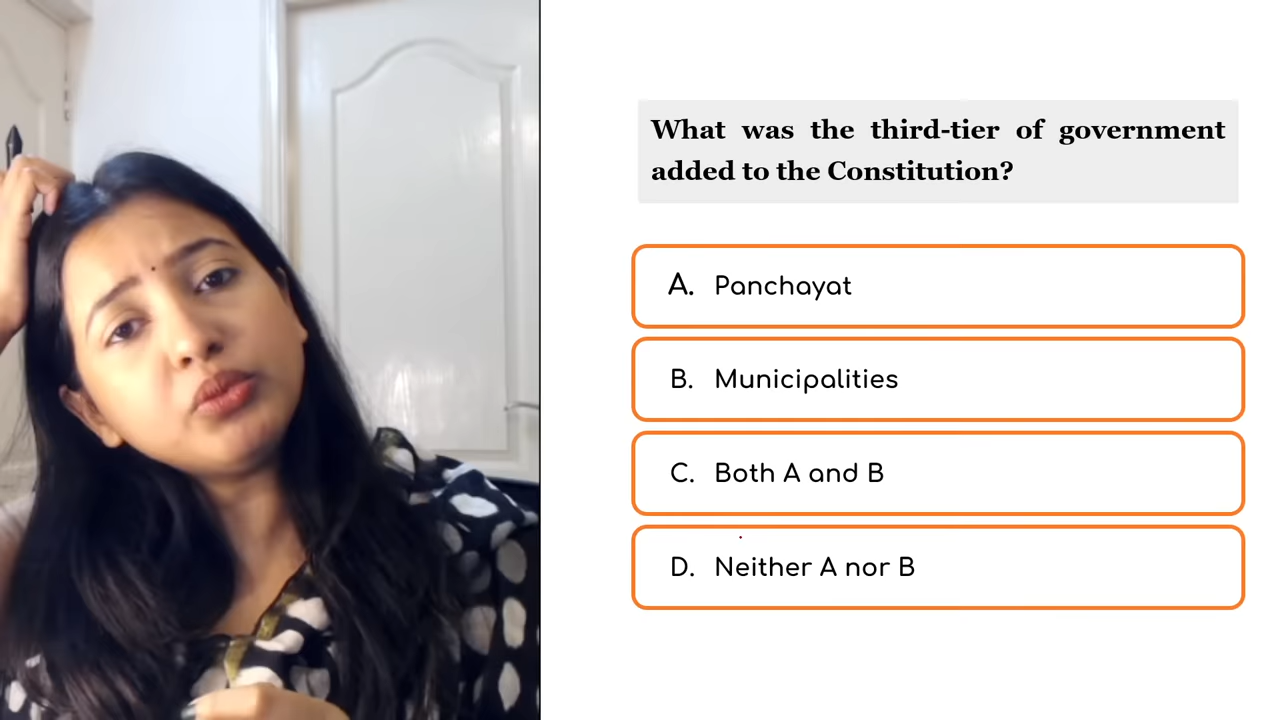 What was the third-tier of government
added to the Constitution?
A. Panchayat
B. Municipalities
C. Both A and B
D. Neither A nor B